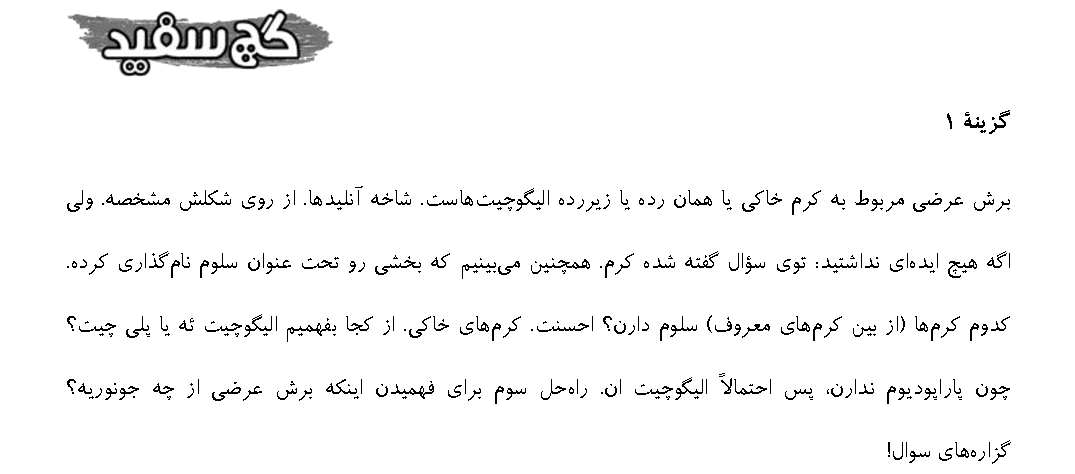 گچ سفید
گزینهٔ ۱
برش عرضی مربوط به کرم خاکی یا همان رده یا زیررده الیگوچیت‌هاست. شاخه آنلیدها. از روی شکلش مشخصه. ولی
اگه هیچ ایده‌ای نداشتید: توی سؤال گفته شده کرم. همچنین می‌بینیم که بخشی رو تحت عنوان سلوم نام‌گذاری کرده.
کدوم کرم‌ها (از بین کرم‌های معروف) سلوم دارن؟ احسنت. کرم‌های خاکی. از کجا بفهمیم الیگوچیت ئه یا پلی چیت؟
چون پاراپودیوم ندارن، پس احتمالاً الیگوچیت ان. راه‌حل سوم برای فهمیدن اینکه برش عرضی از چه جونوریه؟
گزاره‌های سوال!